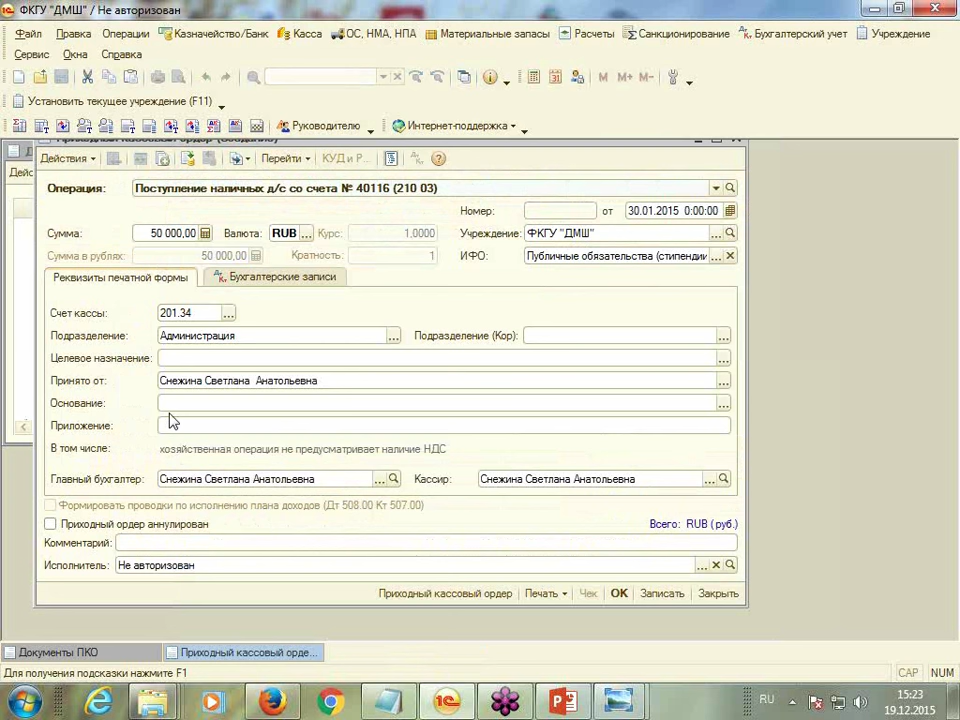 ФКГУ "ДМШ" / Не авторизован
Файл Правка Операции Казначейство/Банк Касса ОС, НМА, НПА Материальные запасы Расчеты Санкционирование Бухгалтерский учет Учреждение
Сервис Окна Справка
M M+ M-
Установить текущее учреждение (F11)
Руководителю Интернет-поддержка
Действия Перейти КУД и Р...
Операция: Поступление наличных д/с со счета № 40116 (210 03)
Номер: от 30.01.2015 0:00:00
Сумма: 50 000,00 Валюта: RUB ... Курс: 1,0000 Учреждение: ФКГУ "ДМШ" ...
Сумма в рублях: 50 000,00 Кратность: 1 ИФО: Публичные обязательства (стипендии ...
Реквизиты печатной формы Бухгалтерские записи
Счет кассы: 201.34 ...
Подразделение: Администрация ... Подразделение (Кор): ...
Целевое назначение: ...
Принято от: Снежина Светлана Анатольевна ...
Основание: ...
Приложение:
В том числе: хозяйственная операция не предусматривает наличие НДС
Главный бухгалтер: Снежина Светлана Анатольевна ... Кассир: Снежина Светлана Анатольевна ...
Формировать проводки по исполнению плана доходов (Дт 508.00 Кт 507.00)
Приходный ордер аннулирован Всего: RUB (руб.)
Комментарий:
Исполнитель: Не авторизован ...
Приходный кассовый ордер Печать Чек OK Записать Закрыть
Документы ПКО Приходный кассовый орде...
Для получения подсказки нажмите F1 CAP NUM
RU 15:23
19.12.2015